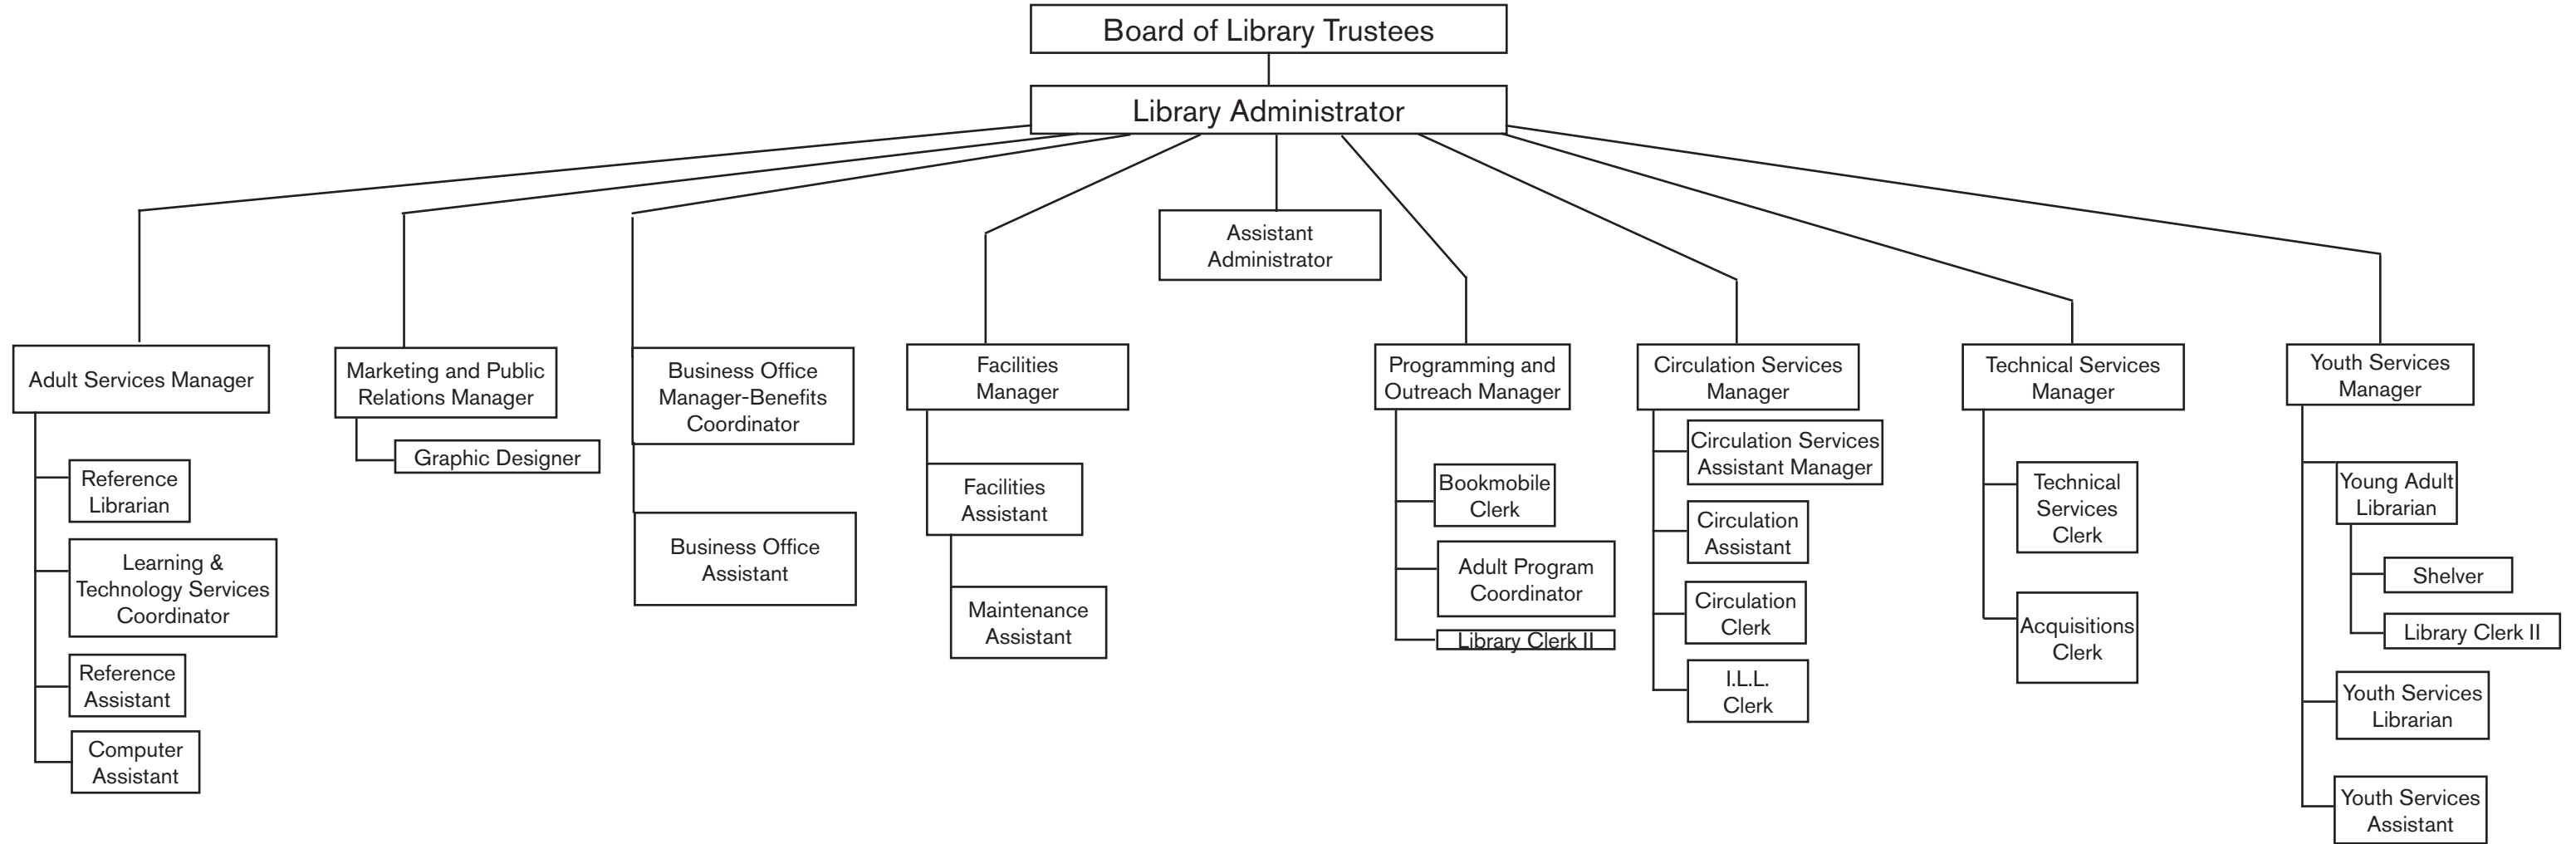 Board of Library Trustees
Library Administrator
Assistant
Administrator
Adult Services Manager
Reference
Librarian
Learning &
Technology Services
Coordinator
Reference
Assistant
Computer
Assistant
Marketing and Public
Relations Manager
Graphic Designer
Business Office
Manager-Benefits
Coordinator
Business Office
Assistant
Facilities
Manager
Facilities
Assistant
Maintenance
Assistant
Programming and
Outreach Manager
Bookmobile
Clerk
Adult Program
Coordinator
Library Clerk II
Circulation Services
Manager
Circulation Services
Assistant Manager
Circulation
Assistant
Circulation
Clerk
I.L.L.
Clerk
Technical Services
Manager
Technical
Services
Clerk
Acquisitions
Clerk
Youth Services
Manager
Young Adult
Librarian
Shelver
Library Clerk II
Youth Services
Librarian
Youth Services
Assistant